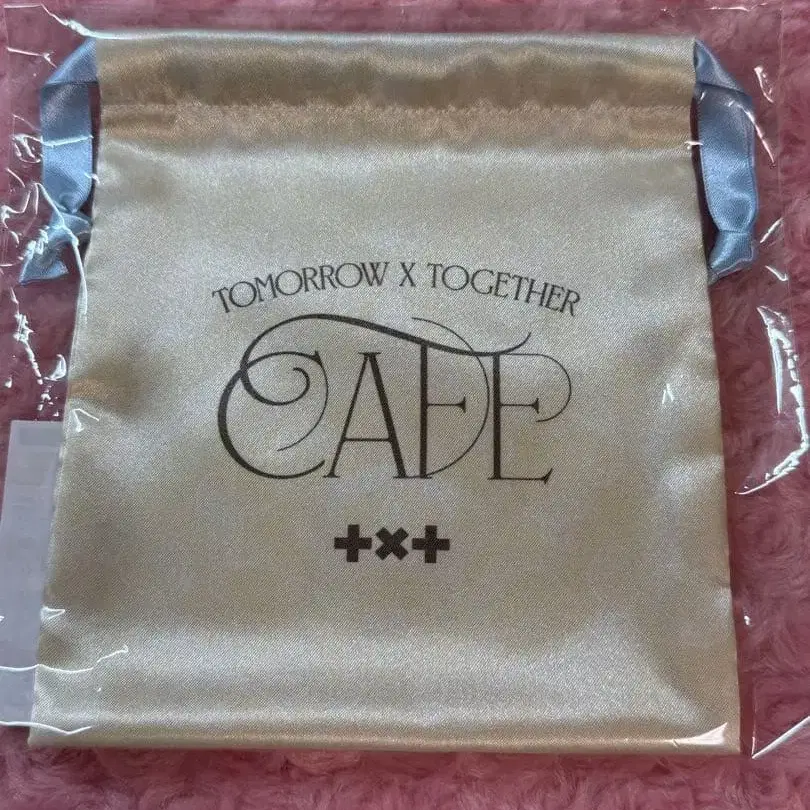 TOMORROW X TOGETHER
CAFE
+×+